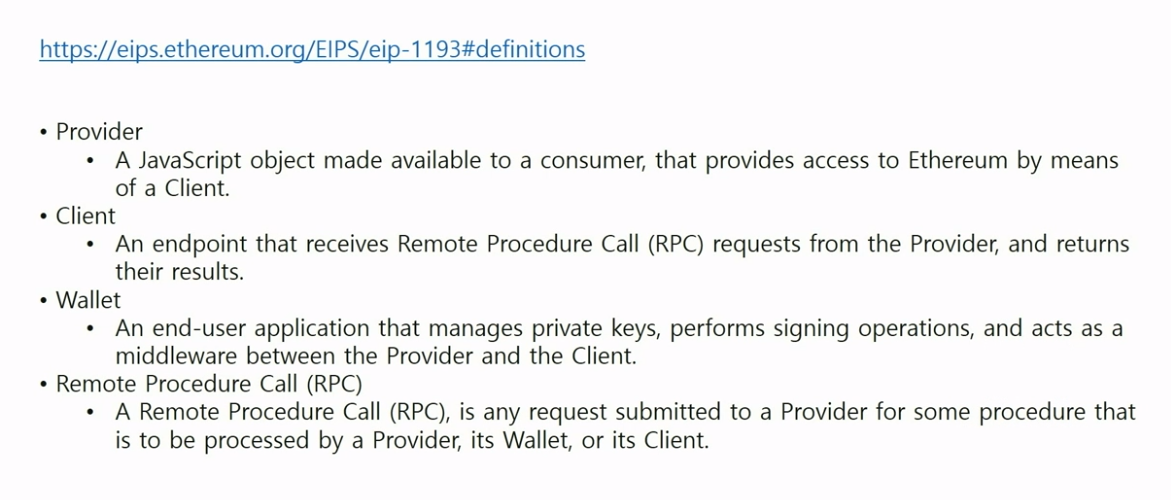 https://eips.ethereum.org/EIPS/eip-1193#definitions
• Provider
• A JavaScript object made available to a consumer, that provides access to Ethereum by means
of a Client.
• Client
• An endpoint that receives Remote Procedure Call (RPC) requests from the Provider, and returns
their results.
• Wallet
• An end-user application that manages private keys, performs signing operations, and acts as a
middleware between the Provider and the Client.
• Remote Procedure Call (RPC)
• A Remote Procedure Call (RPC), is any request submitted to a Provider for some procedure that
is to be processed by a Provider, its Wallet, or its Client.